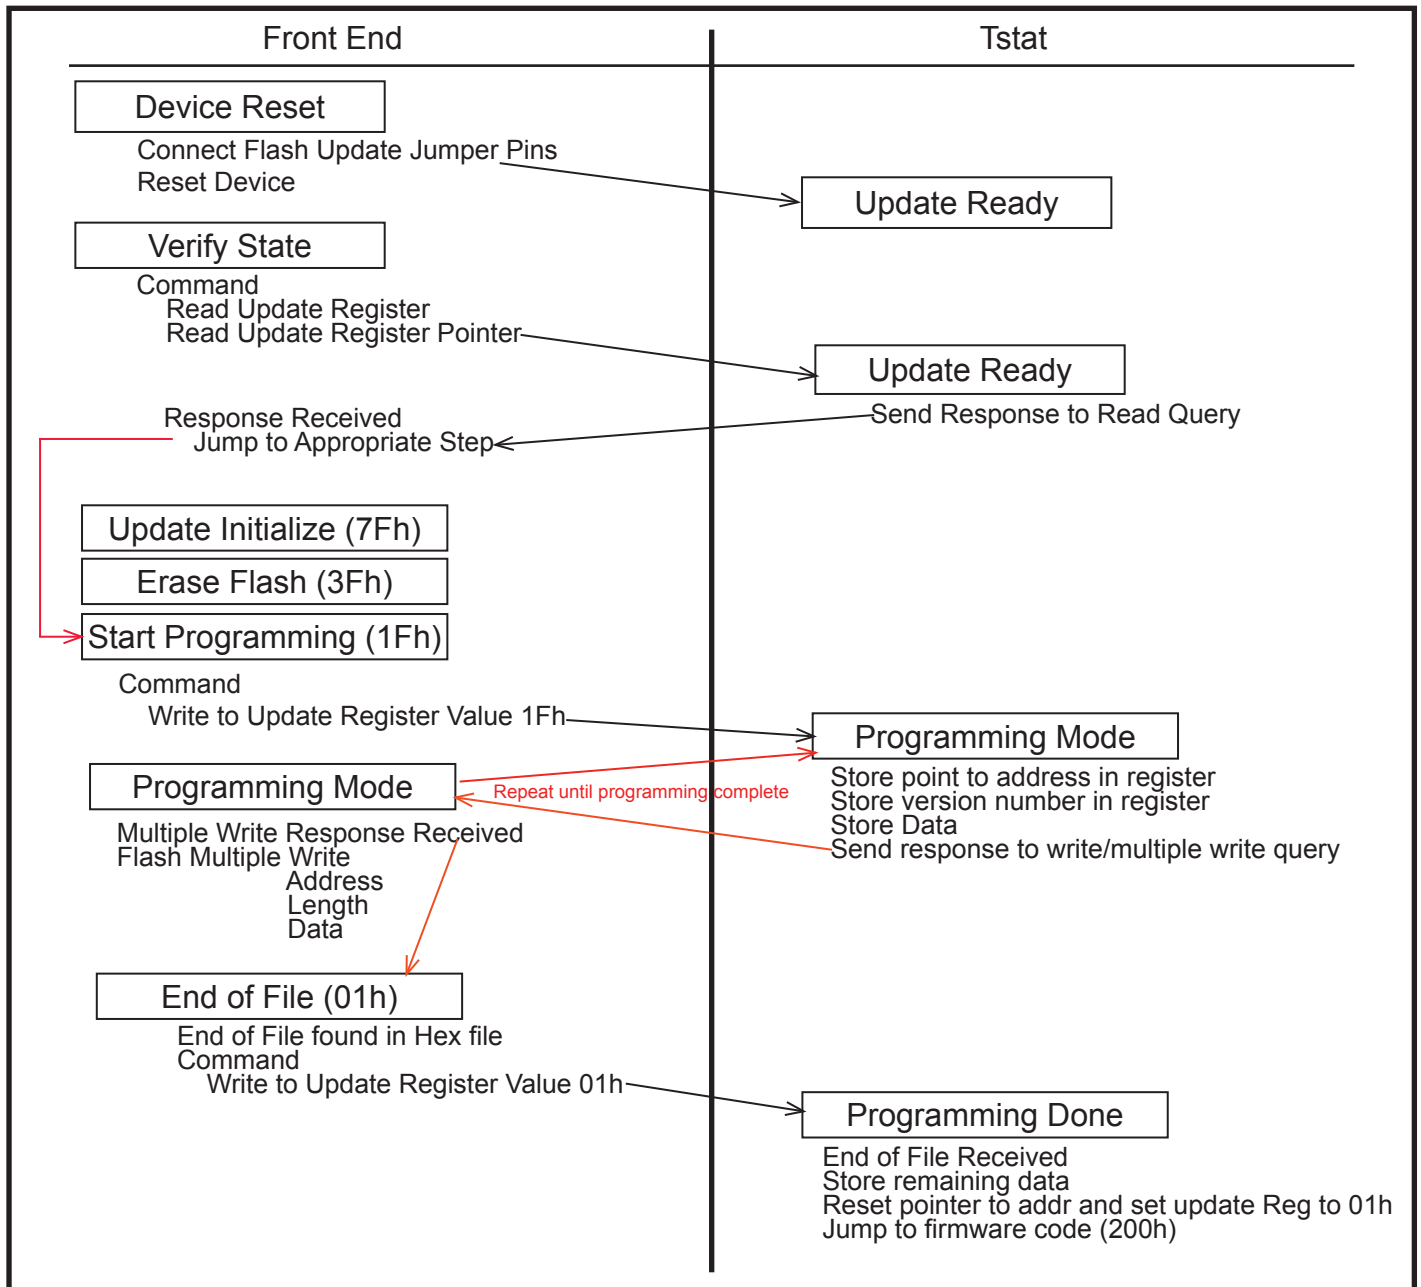 Front End
Tstat
Device Reset
Connect Flash Update Jumper Pins
Reset Device
Update Ready
Verify State
Command
Read Update Register
Read Update Register Pointer
Update Ready
Send Response to Read Query
Response Received
Jump to Appropriate Step
Update Initialize (7Fh)
Erase Flash (3Fh)
Start Programming (1Fh)
Command
Write to Update Register Value 1Fh
Programming Mode
Store point to address in register
Store version number in register
Store Data
Send response to write/multiple write query
Repeat until programming complete
Programming Mode
Multiple Write Response Received
Flash Multiple Write
Address
Length
Data
End of File (01h)
End of File found in Hex file
Command
Write to Update Register Value 01h
Programming Done
End of File Received
Store remaining data
Reset pointer to addr and set update Reg to 01h
Jump to firmware code (200h)